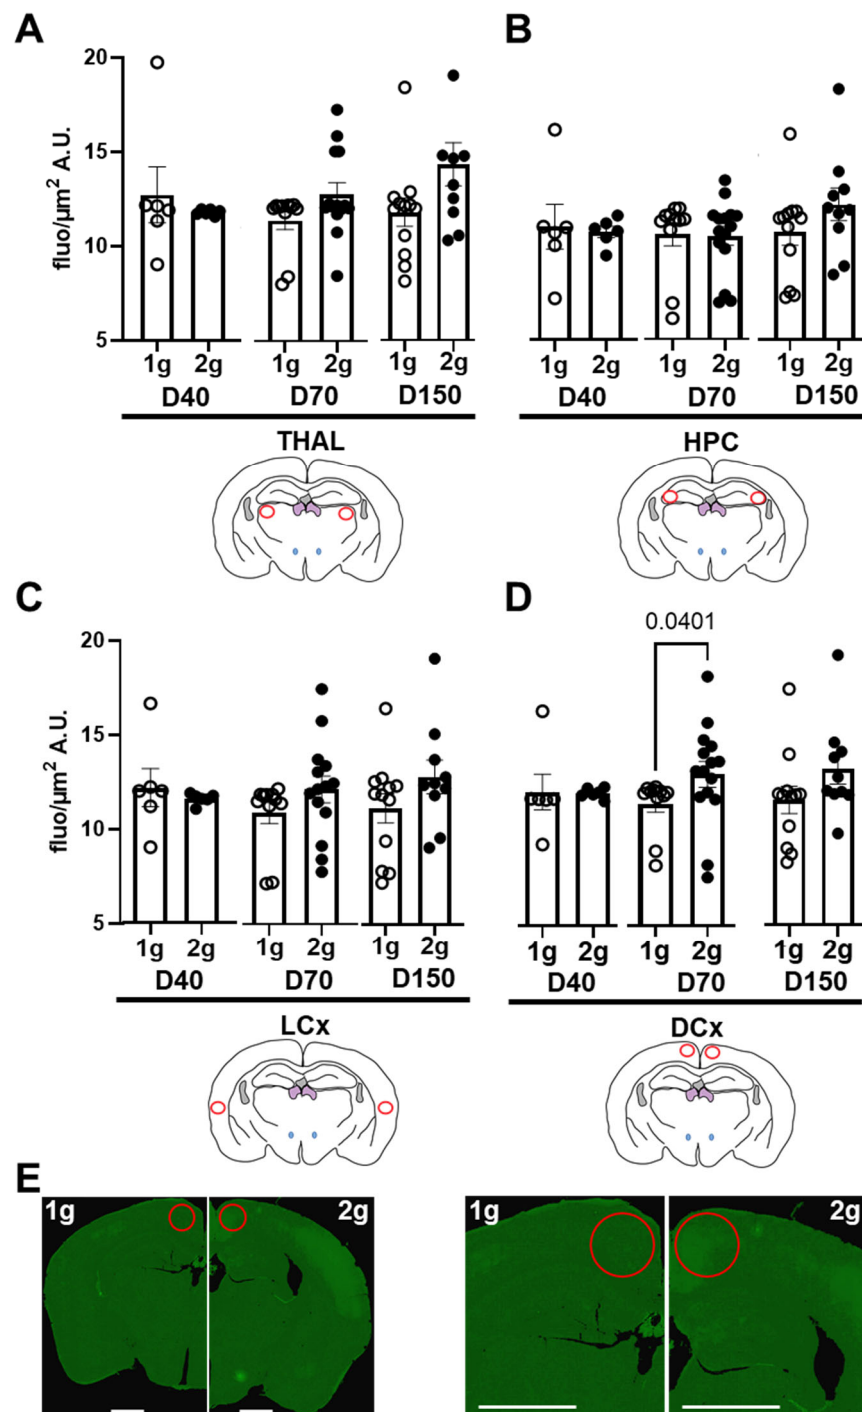 A
B
20
15
10
5
fluo/µm² A.U.
1g 2g 1g 2g 1g 2g
D40 D70 D150
THAL
1g 2g 1g 2g 1g 2g
D40 D70 D150
HPC
C
D
20
15
10
5
fluo/µm² A.U.
0.0401
1g 2g 1g 2g 1g 2g
D40 D70 D150
LCx
1g 2g 1g 2g 1g 2g
D40 D70 D150
DCx
E
1g 2g
1g 2g